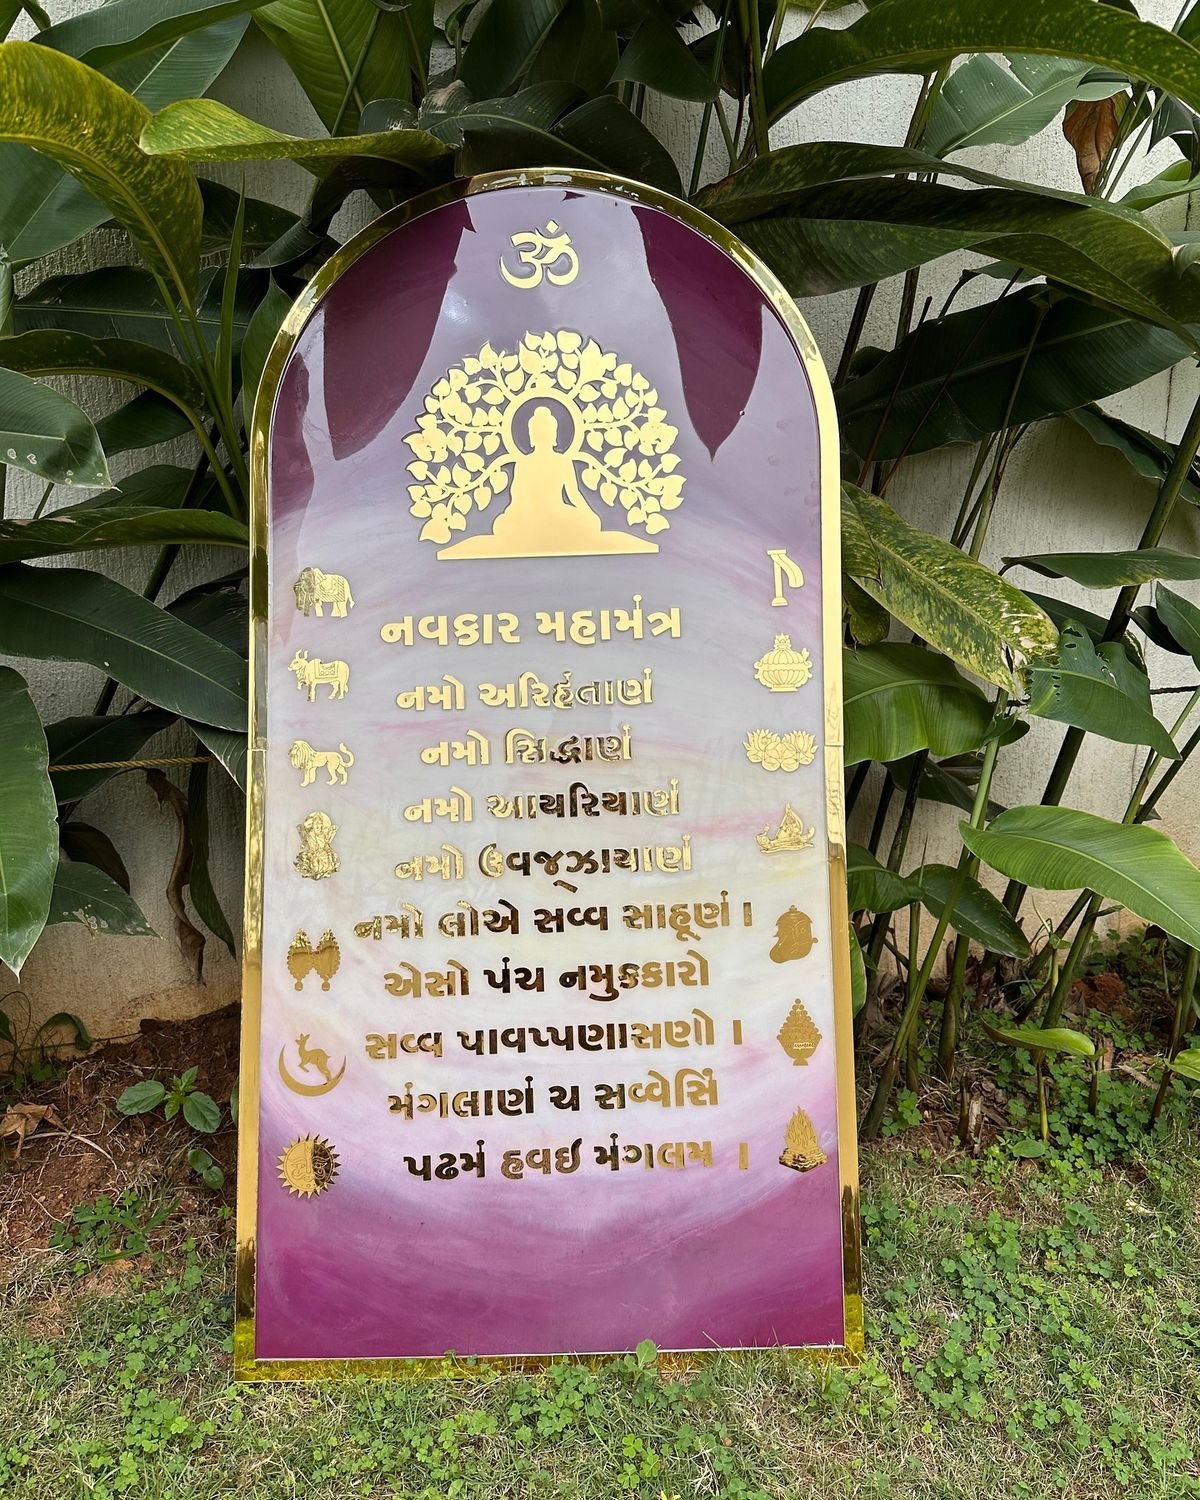 ॐ
નવકાર મહામંત્ર
નમો અરિહંતાણં
નમો સિદ્ધાણં
નમો આયરિયાણં
નમો ઉવજ્ઝાયાણં
નમો લોએ સવ્વ સાહૂણં ।
એસો પંચ નમુક્કારો
સવ્વ પાવપ્પણાસણો ।
મંગલાણં ચ સવ્વેસિં
પઢમં હવઇ મંગલમ ।